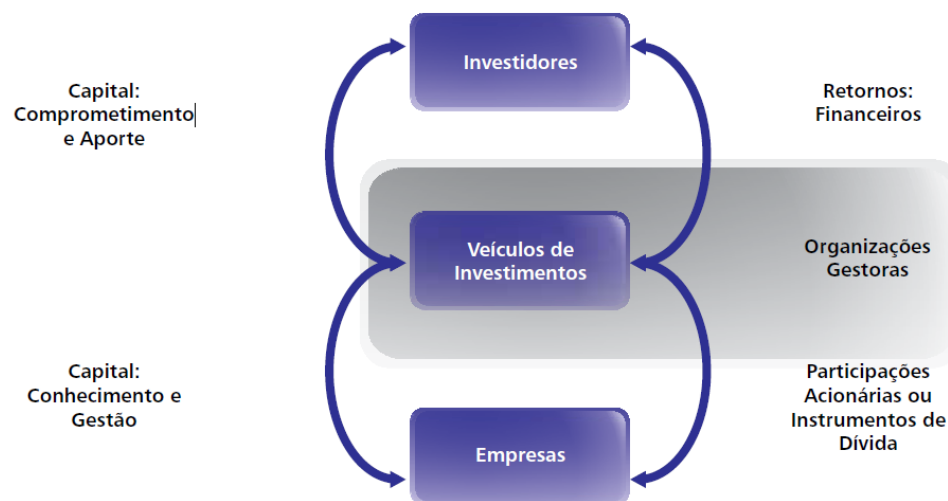 Investidores
Capital:
Comprometimento
e Aporte
Retornos:
Financeiros
Veículos de
Investimentos
Organizações
Gestoras
Capital:
Conhecimento e
Gestão
Participações
Acionárias ou
Instrumentos de
Dívida
Empresas